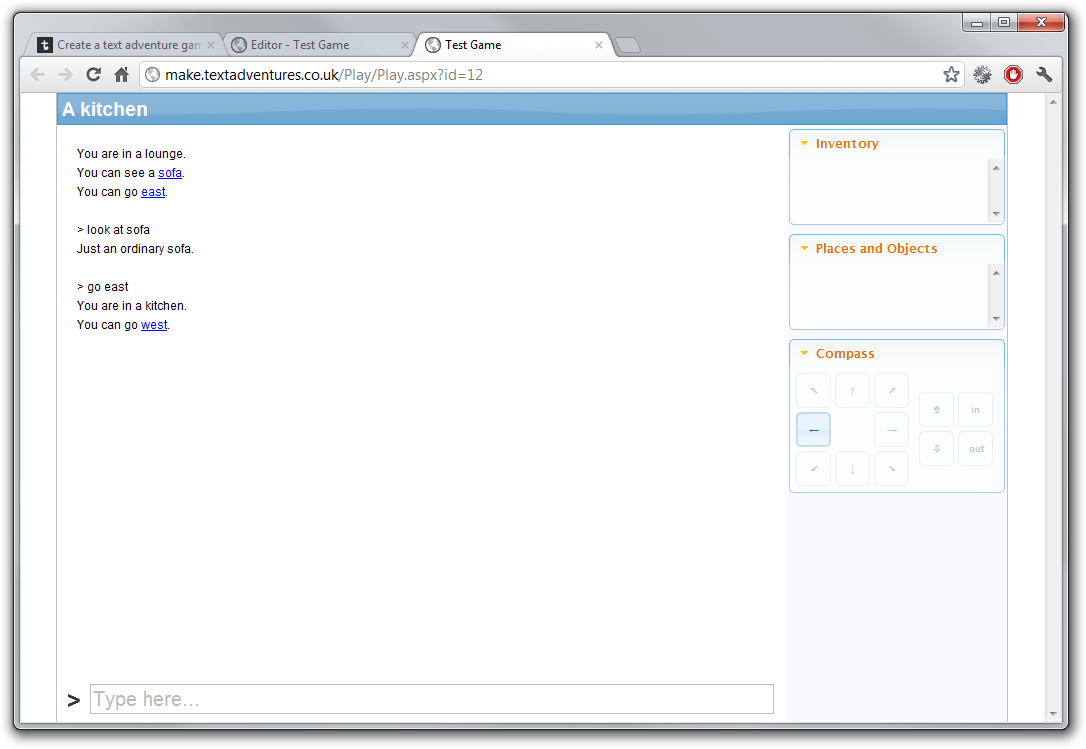 Create a text adventure gam
Editor - Test Game
Test Game
make.textadventures.co.uk/Play/Play.aspx?id=12
A kitchen
You are in a lounge.
You can see a sofa.
You can go east.
> look at sofa
Just an ordinary sofa.
> go east
You are in a kitchen.
You can go west.
> Type here...
Inventory
Places and Objects
Compass
in
out